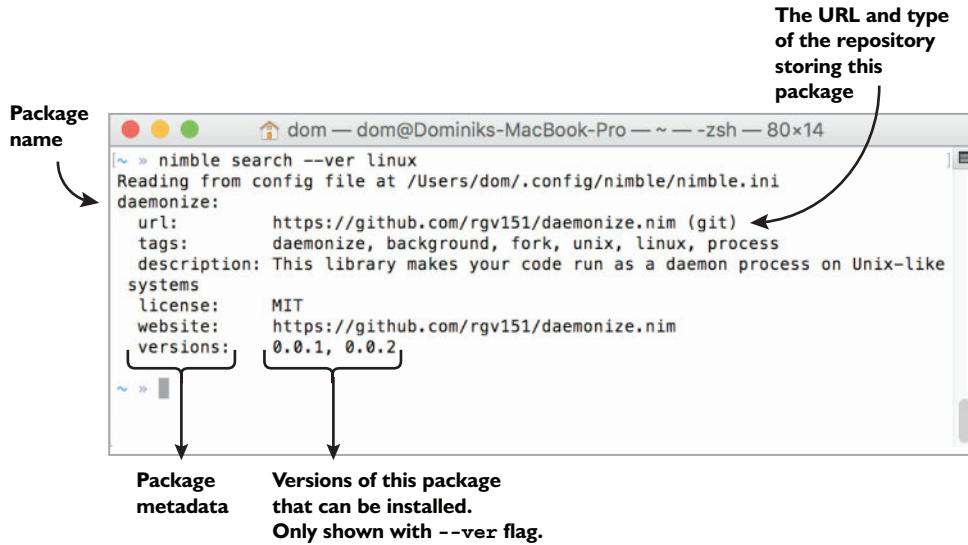 The URL and type
of the repository
storing this
package
Package
name
dom — dom@Dominiks-MacBook-Pro — ~ — -zsh — 80×14
[~ » nimble search --ver linux ]
Reading from config file at /Users/dom/.config/nimble/nimble.ini
daemonize:
url: https://github.com/rgv151/daemonize.nim (git)
tags: daemonize, background, fork, unix, linux, process
description: This library makes your code run as a daemon process on Unix-like
systems
license: MIT
website: https://github.com/rgv151/daemonize.nim
versions: 0.0.1, 0.0.2
~ »
Package
metadata
Versions of this package
that can be installed.
Only shown with --ver flag.